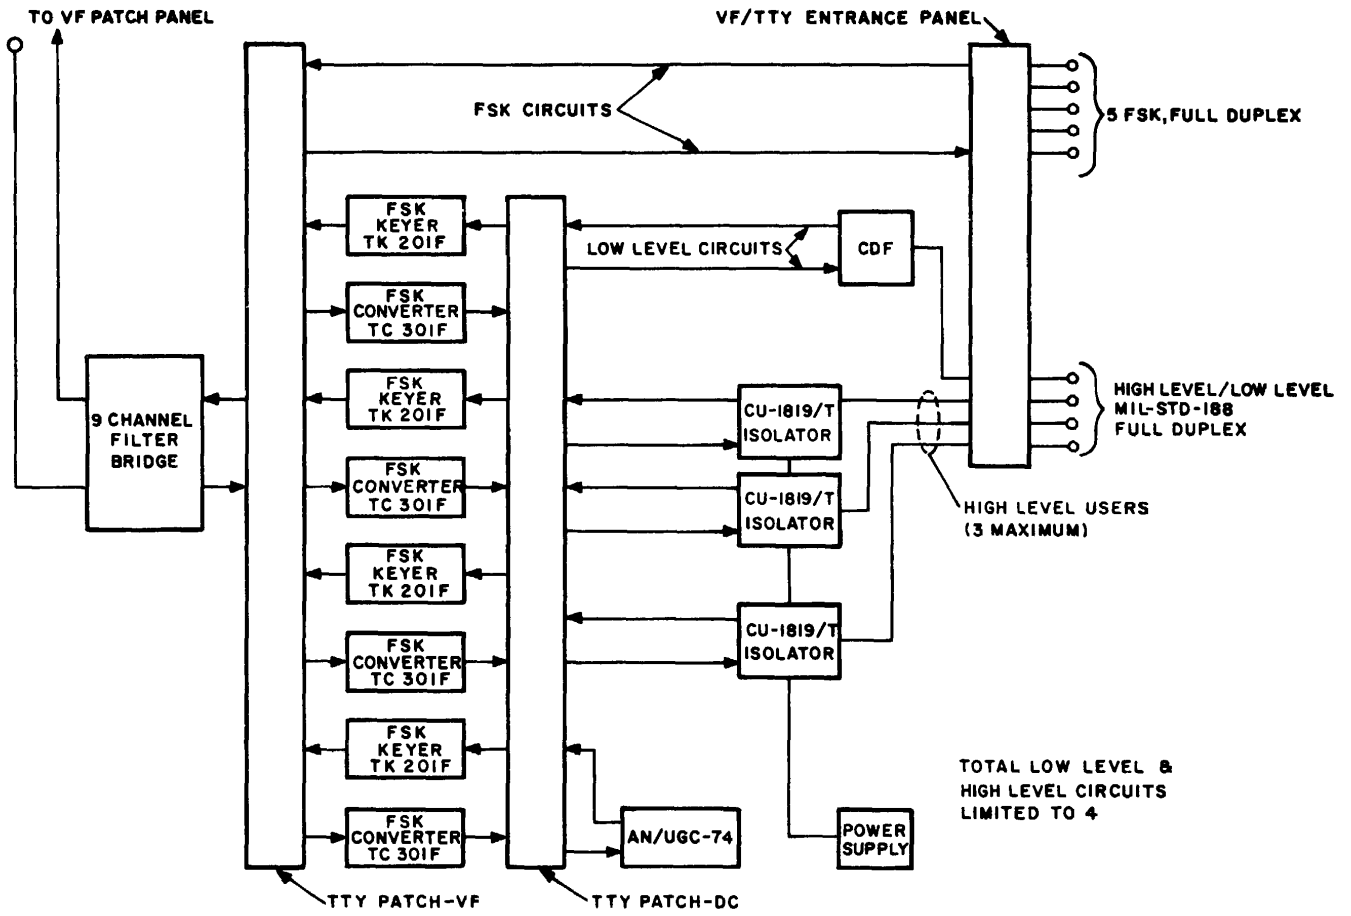 TO VF PATCH PANEL
VF/TTY ENTRANCE PANEL
FSK CIRCUITS
5 FSK, FULL DUPLEX
FSK
KEYER
TK 201F
LOW LEVEL CIRCUITS
CDF
FSK
CONVERTER
TC 301F
9 CHANNEL
FILTER
BRIDGE
FSK
KEYER
TK 201F
CU-1819/T
ISOLATOR
HIGH LEVEL/LOW LEVEL
MIL-STD-188
FULL DUPLEX
FSK
CONVERTER
TC 301F
CU-1819/T
ISOLATOR
HIGH LEVEL USERS
(3 MAXIMUM)
FSK
KEYER
TK 201F
FSK
CONVERTER
TC 301F
CU-1819/T
ISOLATOR
FSK
KEYER
TK 201F
TOTAL LOW LEVEL &
HIGH LEVEL CIRCUITS
LIMITED TO 4
FSK
CONVERTER
TC 301F
AN/UGC-74
POWER
SUPPLY
TTY PATCH-VF
TTY PATCH-DC